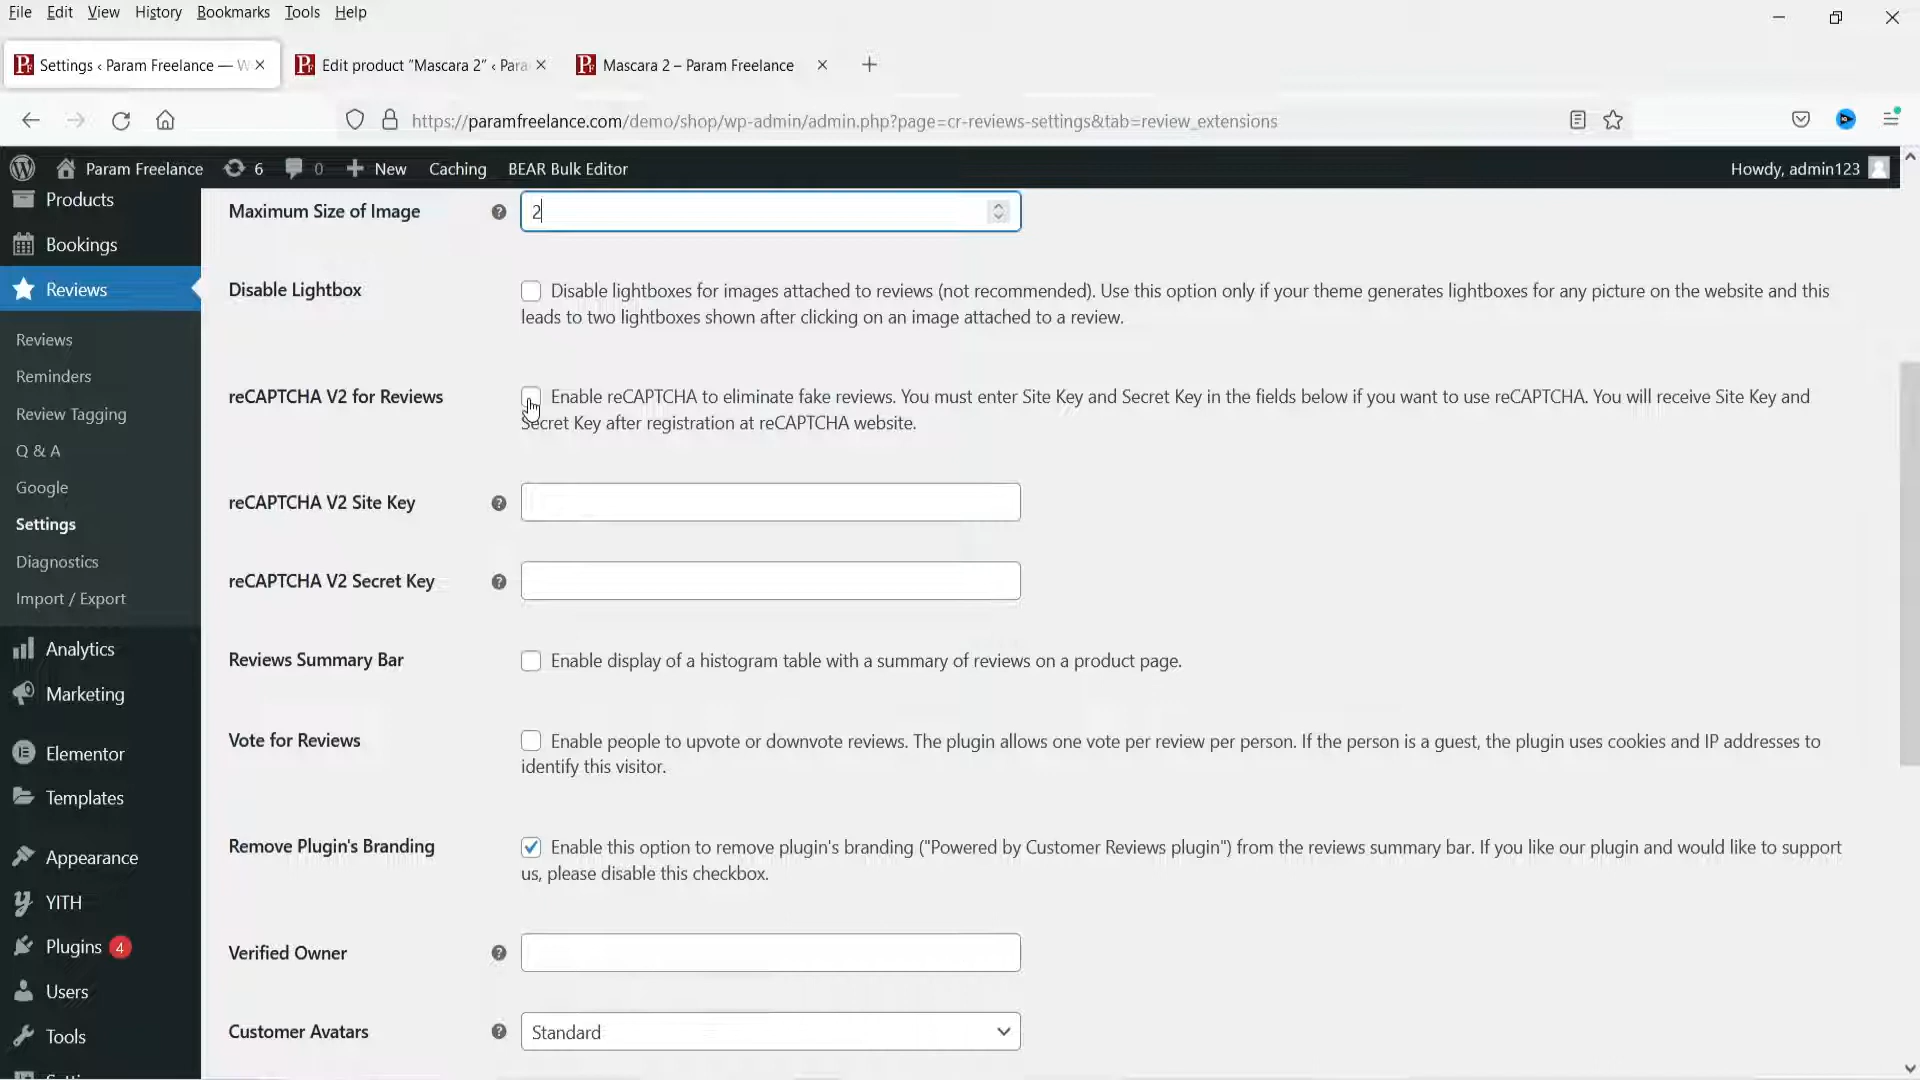 File Edit View History Bookmarks Tools Help
Settings ‹ Param Freelance — W
Edit product “Mascara 2” ‹ Para
Mascara 2 – Param Freelance
https://paramfreelance.com/demo/shop/wp-admin/admin.php?page=cr-reviews-settings&tab=review_extensions
Param Freelance 6 0 New Caching BEAR Bulk Editor Howdy, admin123
Products
Bookings
Reviews
Reviews
Reminders
Review Tagging
Q & A
Google
Settings
Diagnostics
Import / Export
Analytics
Marketing
Elementor
Templates
Appearance
YITH
Plugins 4
Users
Tools
Maximum Size of Image 2
Disable Lightbox
Disable lightboxes for images attached to reviews (not recommended). Use this option only if your theme generates lightboxes for any picture on the website and this
leads to two lightboxes shown after clicking on an image attached to a review.
reCAPTCHA V2 for Reviews
Enable reCAPTCHA to eliminate fake reviews. You must enter Site Key and Secret Key in the fields below if you want to use reCAPTCHA. You will receive Site Key and
Secret Key after registration at reCAPTCHA website.
reCAPTCHA V2 Site Key
reCAPTCHA V2 Secret Key
Reviews Summary Bar
Enable display of a histogram table with a summary of reviews on a product page.
Vote for Reviews
Enable people to upvote or downvote reviews. The plugin allows one vote per review per person. If the person is a guest, the plugin uses cookies and IP addresses to
identify this visitor.
Remove Plugin's Branding
Enable this option to remove plugin's branding ("Powered by Customer Reviews plugin") from the reviews summary bar. If you like our plugin and would like to support
us, please disable this checkbox.
Verified Owner
Customer Avatars
Standard